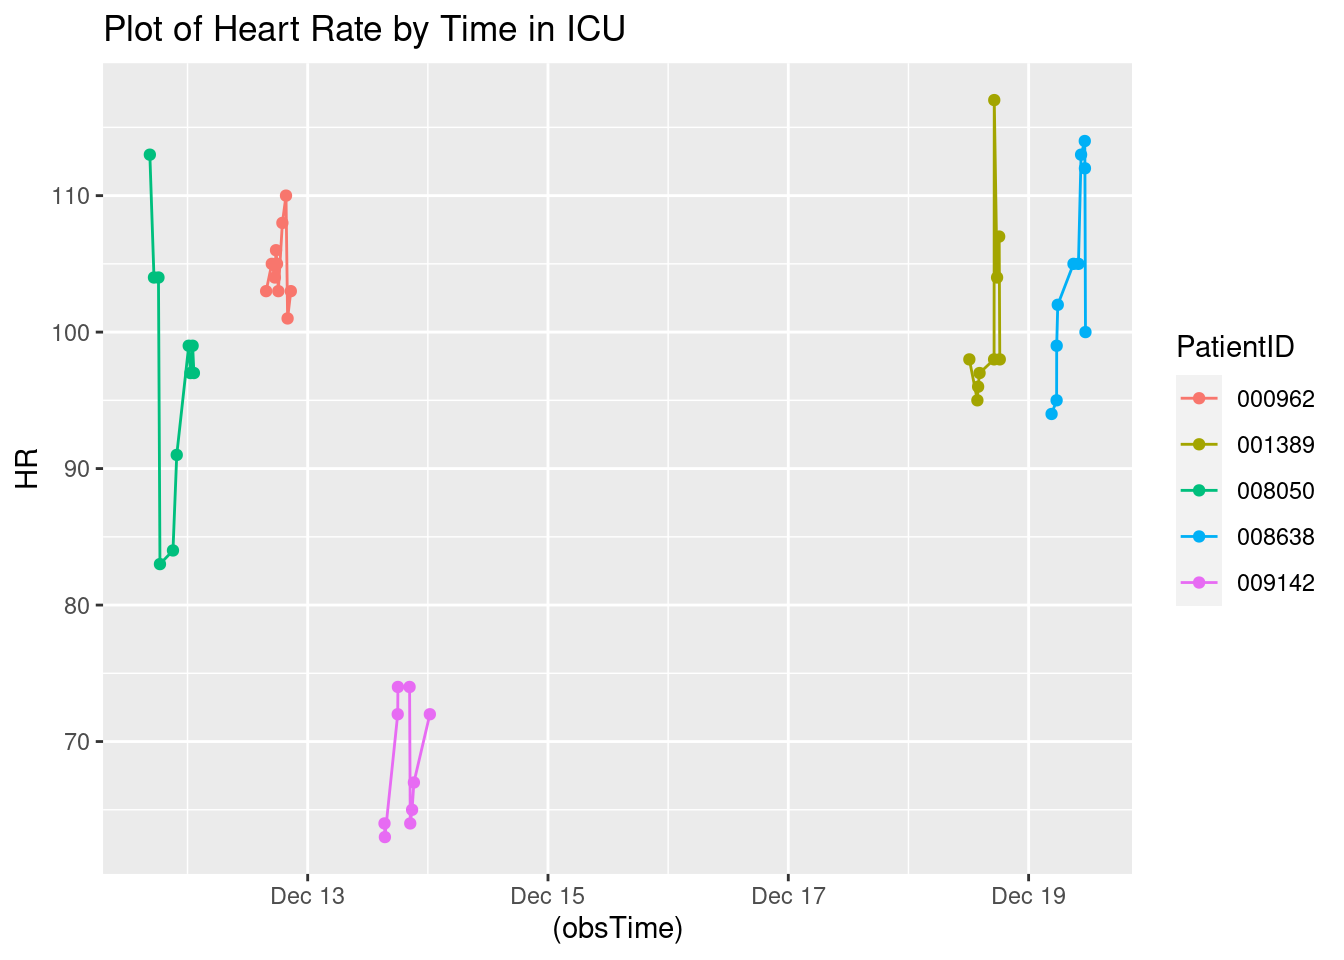 Plot of Heart Rate by Time in ICU
110
100
90
80
70
HR
Dec 13
Dec 15
Dec 17
Dec 19
(obsTime)
PatientID
000962
001389
008050
008638
009142